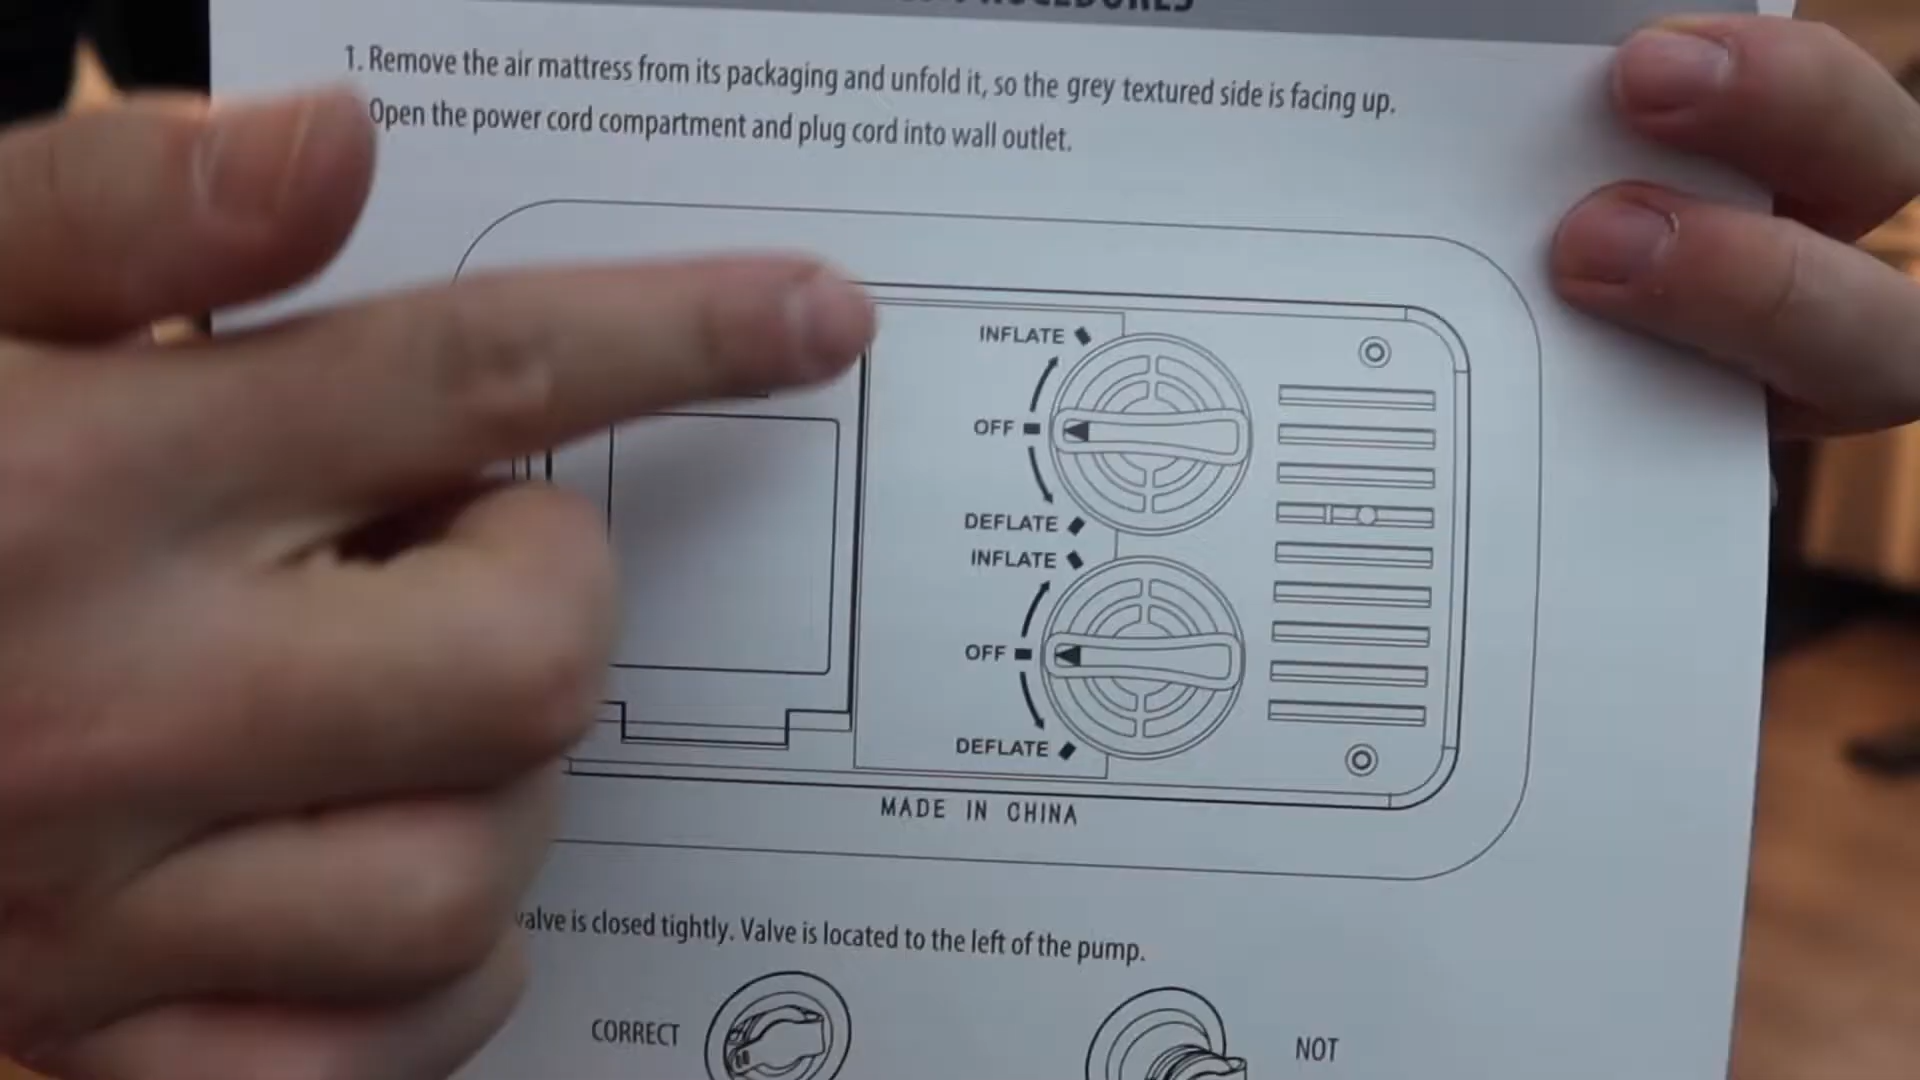 PROCEDURES
1. Remove the air mattress from its packaging and unfold it, so the grey textured side is facing up.
Open the power cord compartment and plug cord into wall outlet.
INFLATE
OFF
DEFLATE
INFLATE
OFF
DEFLATE
MADE IN CHINA
valve is closed tightly. Valve is located to the left of the pump.
CORRECT
NOT